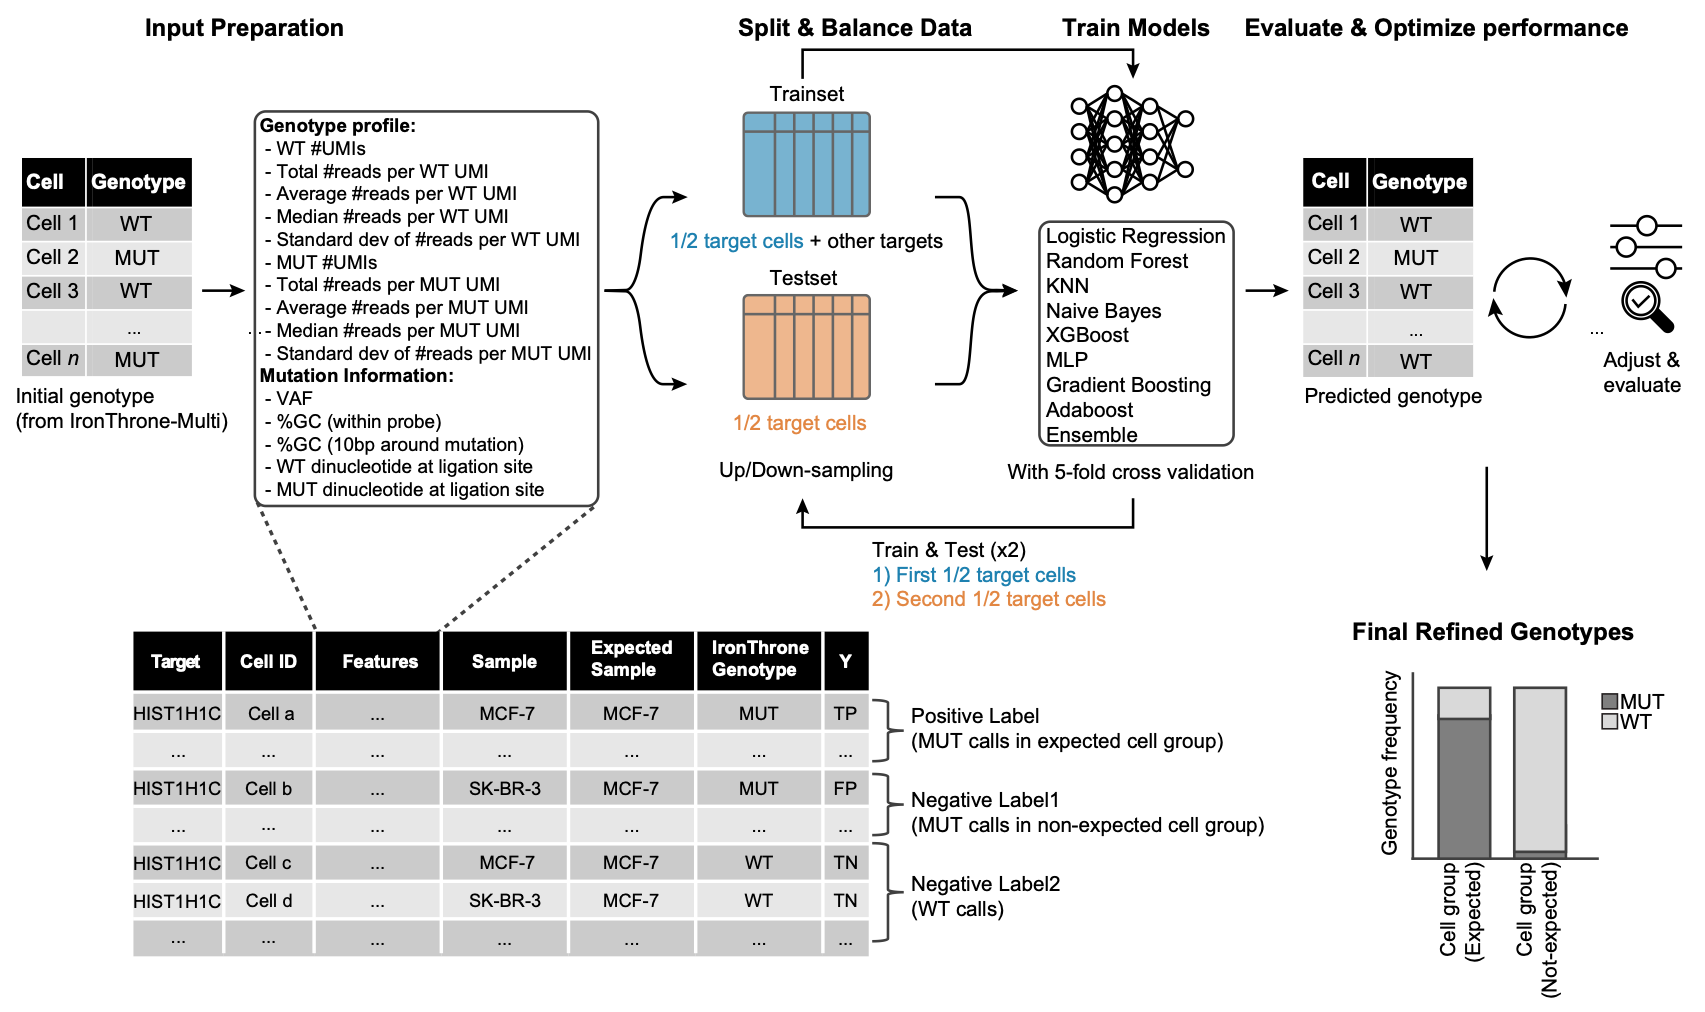 Input Preparation
Split & Balance Data
Train Models
Evaluate & Optimize performance
Cell Genotype
Cell 1 WT
Cell 2 MUT
Cell 3 WT
...
Cell n MUT
Initial genotype
(from IronThrone-Multi)
...
Genotype profile:
- WT #UMIs
- Total #reads per WT UMI
- Average #reads per WT UMI
- Median #reads per WT UMI
- Standard dev of #reads per WT UMI
- MUT #UMIs
- Total #reads per MUT UMI
- Average #reads per MUT UMI
- Median #reads per MUT UMI
- Standard dev of #reads per MUT UMI
Mutation Information:
- VAF
- %GC (within probe)
- %GC (10bp around mutation)
- WT dinucleotide at ligation site
- MUT dinucleotide at ligation site
Trainset
1/2 target cells + other targets
Testset
1/2 target cells
Up/Down-sampling
Logistic Regression
Random Forest
KNN
Naive Bayes
XGBoost
MLP
Gradient Boosting
Adaboost
Ensemble
With 5-fold cross validation
Train & Test (x2)
1) First 1/2 target cells
2) Second 1/2 target cells
Cell Genotype
Cell 1 WT
Cell 2 MUT
Cell 3 WT
...
Cell n WT
Predicted genotype
...
Adjust &
evaluate
Target Cell ID Features Sample Expected Sample IronThrone Genotype Y
HIST1H1C Cell a ... MCF-7 MCF-7 MUT TP
... ... ... ... ... ... ...
HIST1H1C Cell b ... SK-BR-3 MCF-7 MUT FP
... ... ... ... ... ... ...
HIST1H1C Cell c ... MCF-7 MCF-7 WT TN
HIST1H1C Cell d ... SK-BR-3 MCF-7 WT TN
... ... ... ... ... ... ...
Positive Label
(MUT calls in expected cell group)
Negative Label1
(MUT calls in non-expected cell group)
Negative Label2
(WT calls)
Final Refined Genotypes
Genotype frequency
MUT
WT
Cell group
(Expected)
Cell group
(Not-expected)